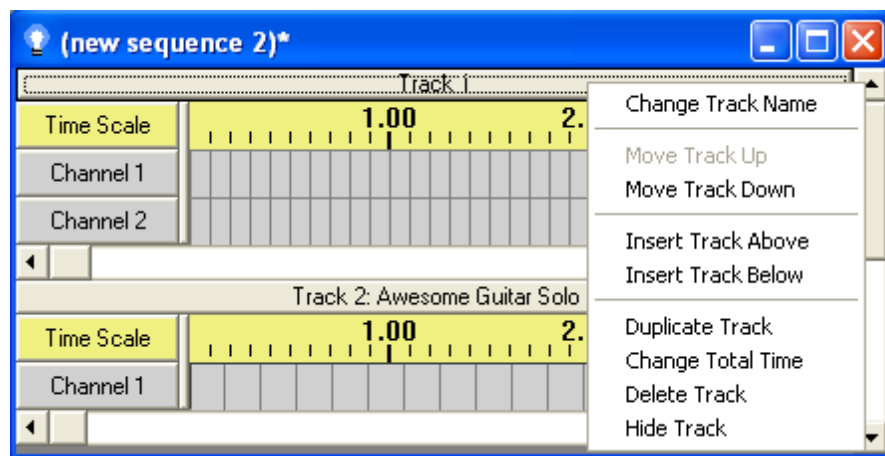 (new sequence 2)*
Track 1
Time Scale
1.00
2.
Channel 1
Channel 2
Track 2: Awesome Guitar Solo
Time Scale
1.00
2.
Channel 1
Change Track Name
Move Track Up
Move Track Down
Insert Track Above
Insert Track Below
Duplicate Track
Change Total Time
Delete Track
Hide Track